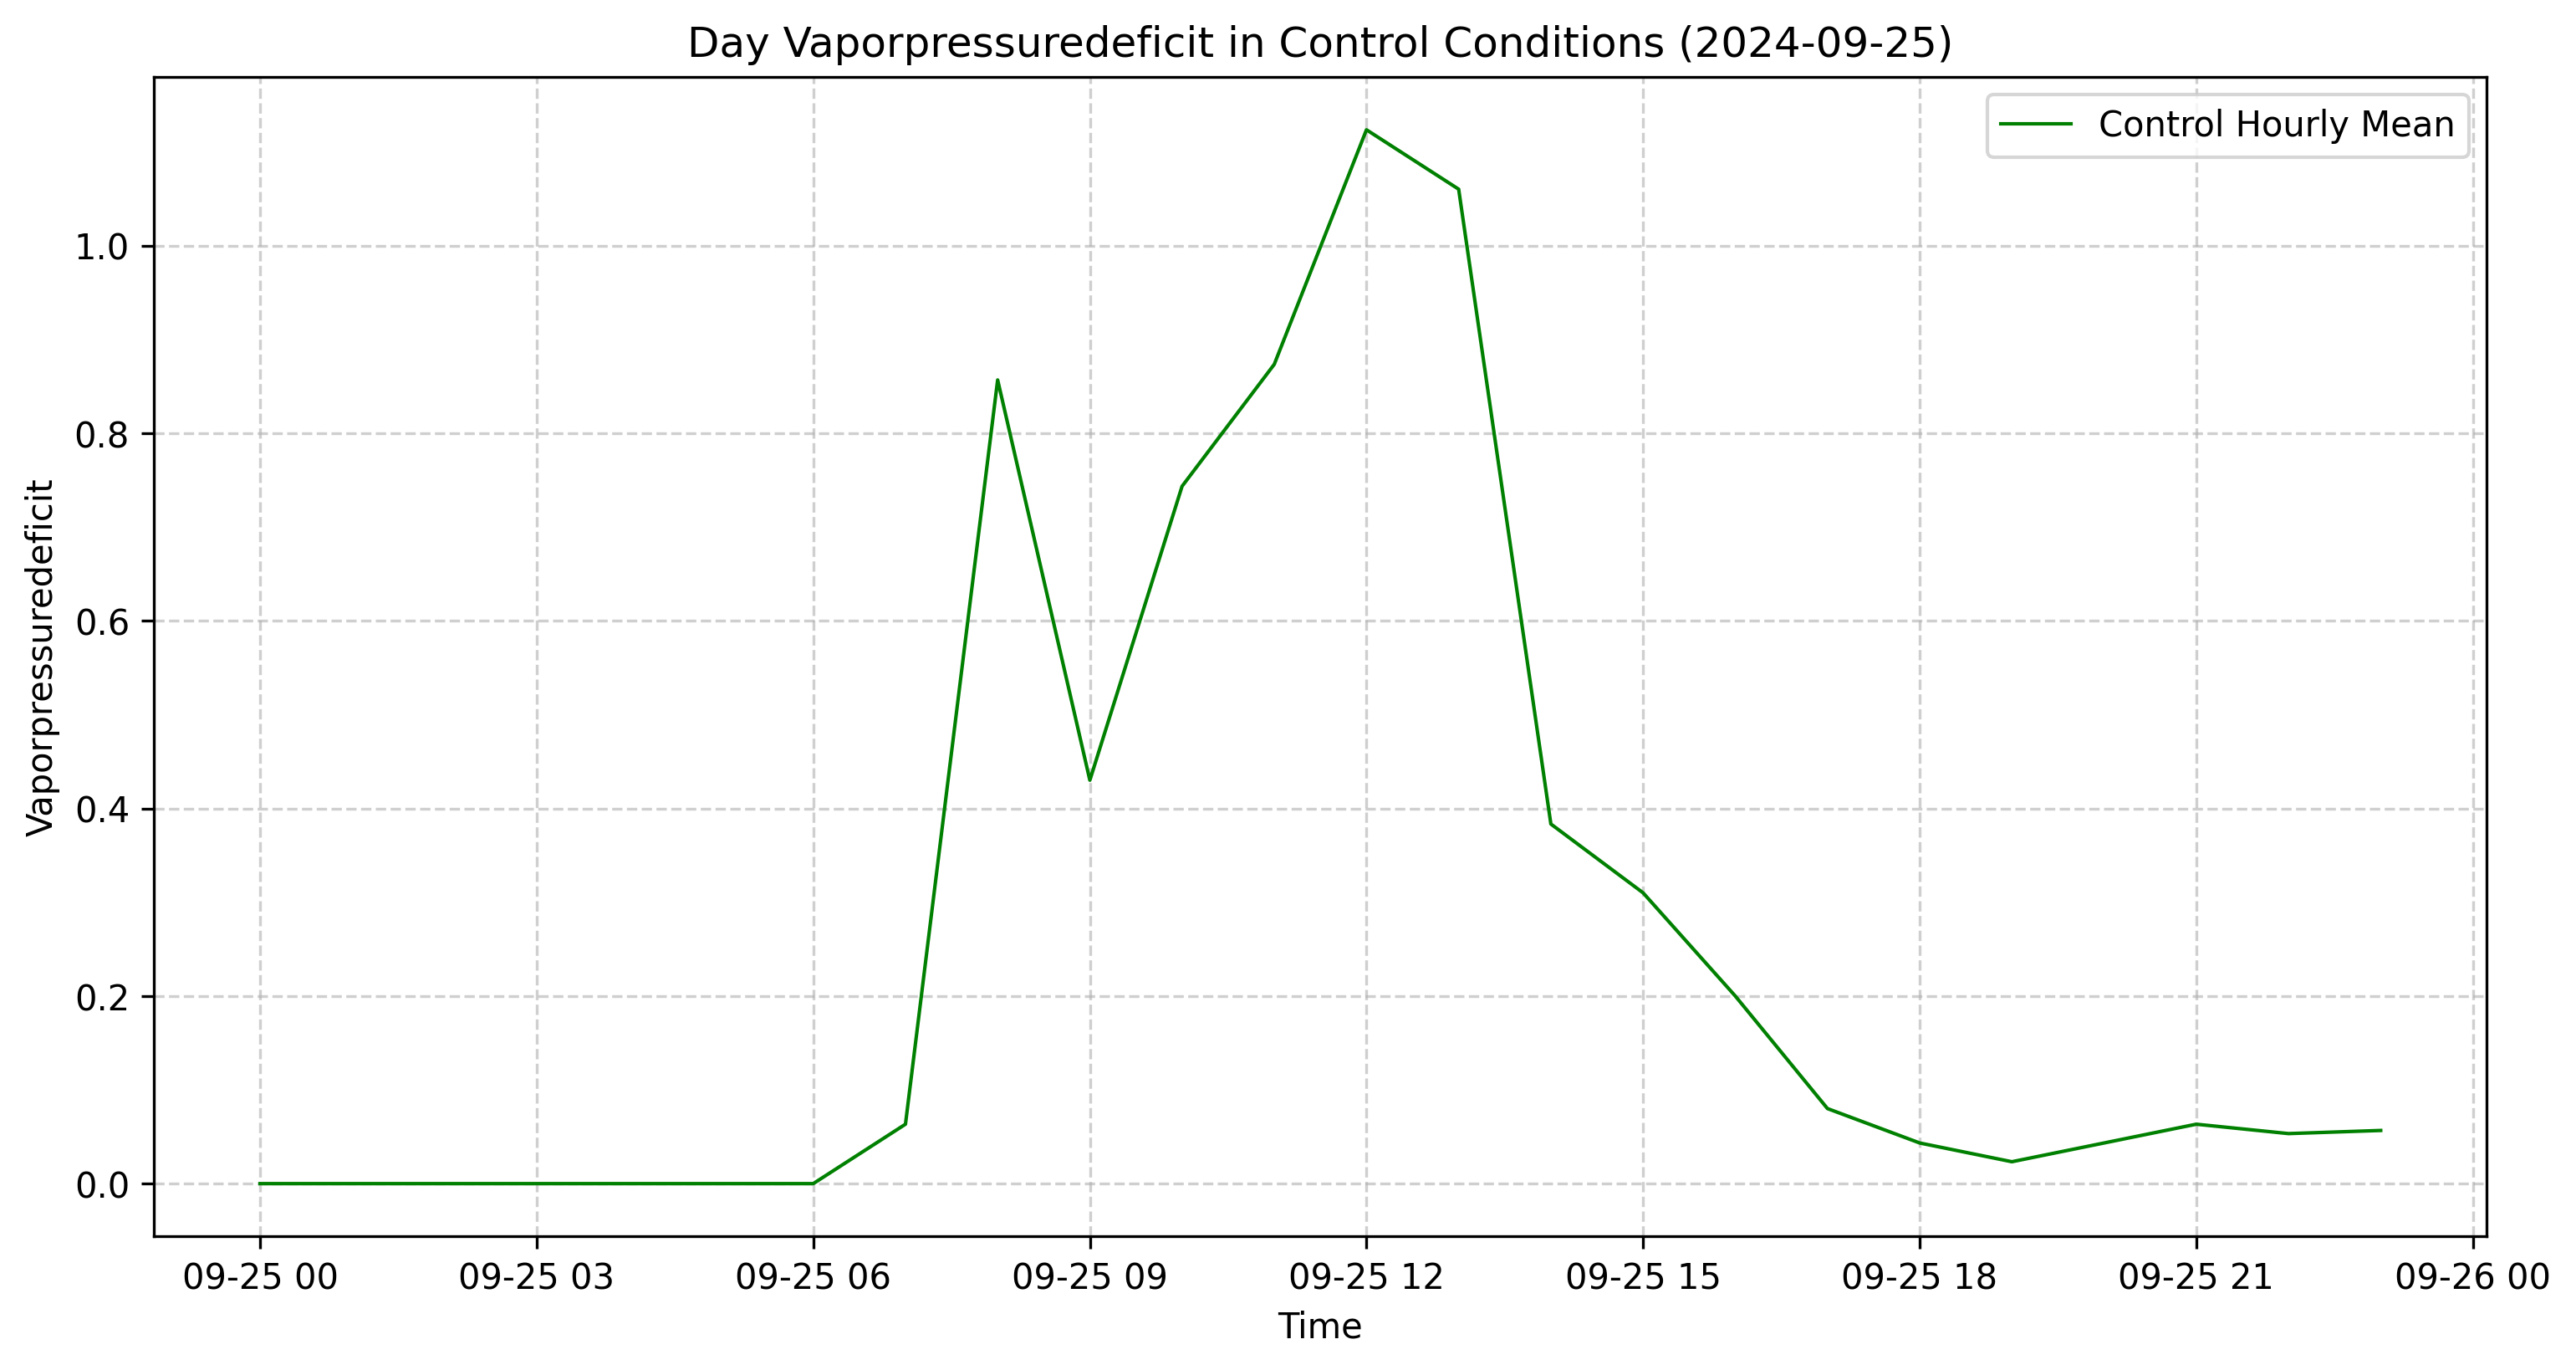 Day Vaporpressuredeficit in Control Conditions (2024-09-25)
Control Hourly Mean
Vaporpressuredeficit
1.0
0.8
0.6
0.4
0.2
0.0
09-25 00 09-25 03 09-25 06 09-25 09 09-25 12 09-25 15 09-25 18 09-25 21 09-26 00
Time